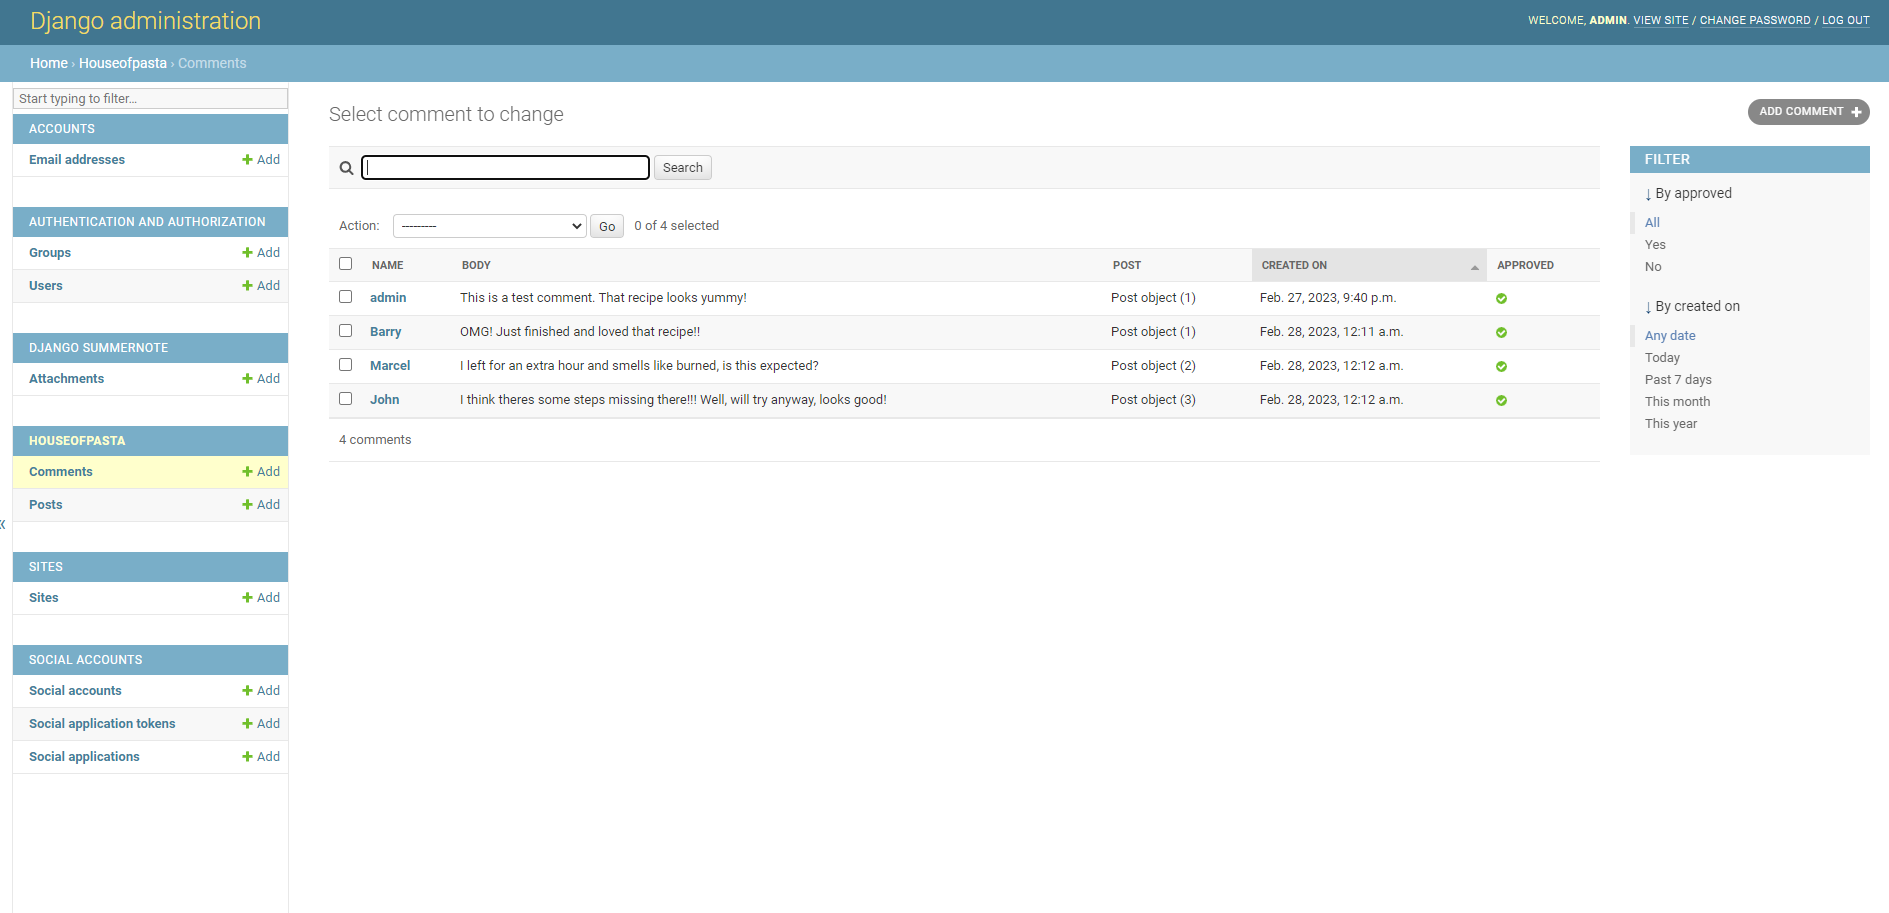 Django administration
WELCOME, ADMIN. VIEW SITE / CHANGE PASSWORD / LOG OUT
Home › Houseofpasta › Comments
Start typing to filter...
ACCOUNTS
Email addresses + Add
AUTHENTICATION AND AUTHORIZATION
Groups + Add
Users + Add
DJANGO SUMMERNOTE
Attachments + Add
HOUSEOFPASTA
Comments + Add
Posts + Add
«
SITES
Sites + Add
SOCIAL ACCOUNTS
Social accounts + Add
Social application tokens + Add
Social applications + Add
Select comment to change
ADD COMMENT +
Search
Action: --------- Go 0 of 4 selected
NAME BODY POST CREATED ON APPROVED
admin This is a test comment. That recipe looks yummy! Post object (1) Feb. 27, 2023, 9:40 p.m.
Barry OMG! Just finished and loved that recipe!! Post object (1) Feb. 28, 2023, 12:11 a.m.
Marcel I left for an extra hour and smells like burned, is this expected? Post object (2) Feb. 28, 2023, 12:12 a.m.
John I think theres some steps missing there!!! Well, will try anyway, looks good! Post object (3) Feb. 28, 2023, 12:12 a.m.
4 comments
FILTER
↓ By approved
All
Yes
No
↓ By created on
Any date
Today
Past 7 days
This month
This year